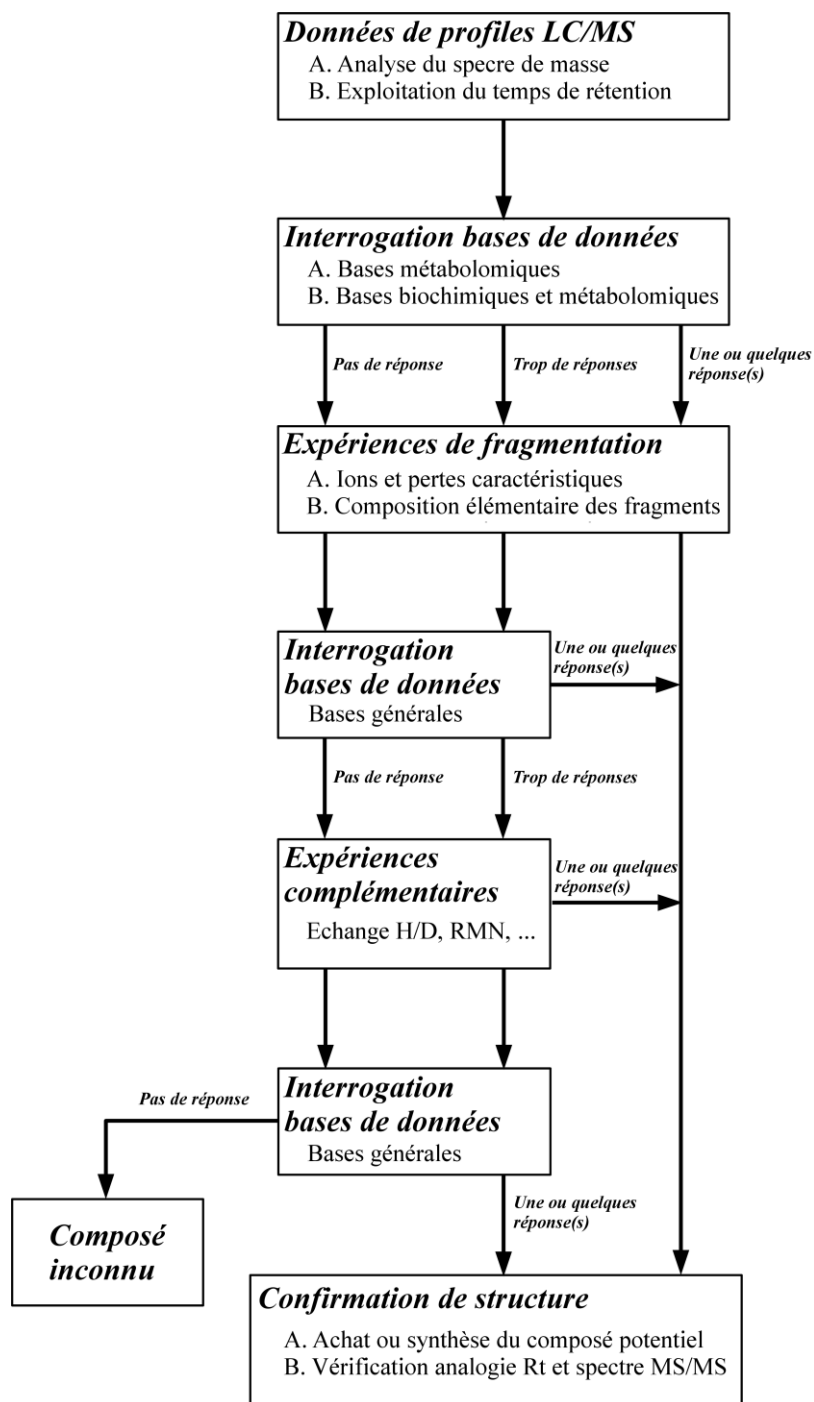 Données de profiles LC/MS
A. Analyse du specre de masse
B. Exploitation du temps de rétention
Interrogation bases de données
A. Bases métabolomiques
B. Bases biochimiques et métabolomiques
Pas de réponse
Trop de réponses
Une ou quelques
réponse(s)
Expériences de fragmentation
A. Ions et pertes caractéristiques
B. Composition élémentaire des fragments
Interrogation
bases de données
Bases générales
Une ou quelques
réponse(s)
Pas de réponse
Trop de réponses
Expériences
complémentaires
Echange H/D, RMN, ...
Une ou quelques
réponse(s)
Interrogation
bases de données
Bases générales
Pas de réponse
Composé
inconnu
Une ou quelques
réponse(s)
Confirmation de structure
A. Achat ou synthèse du composé potentiel
B. Vérification analogie Rt et spectre MS/MS